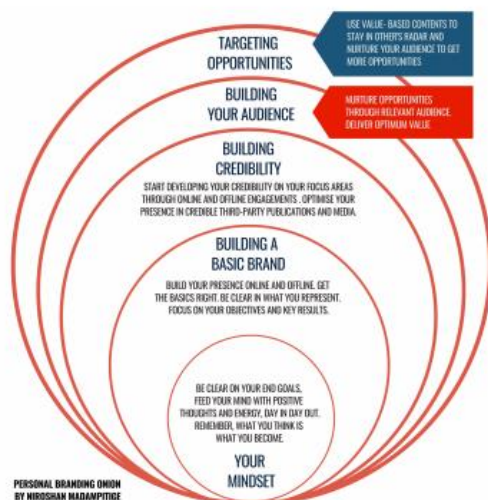 TARGETING
OPPORTUNITIES
USE VALUE- BASED CONTENTS TO
STAY IN OTHER'S RADAR AND
NURTURE YOUR AUDIENCE TO GET
MORE OPPORTUNITIES
BUILDING
YOUR AUDIENCE
NURTURE OPPORTUNITIES
THROUGH RELEVANT AUDIENCE.
DELIVER OPTIMUM VALUE
BUILDING
CREDIBILITY
START DEVELOPING YOUR CREDIBILITY ON YOUR FOCUS AREAS
THROUGH ONLINE AND OFFLINE ENGAGEMENTS . OPTIMISE YOUR
PRESENCE IN CREDIBLE THIRD-PARTY PUBLICATIONS AND MEDIA.
BUILDING A
BASIC BRAND
BUILD YOUR PRESENCE ONLINE AND OFFLINE. GET
THE BASICS RIGHT. BE CLEAR IN WHAT YOU REPRESENT.
FOCUS ON YOUR OBJECTIVES AND KEY RESULTS.
BE CLEAR ON YOUR END GOALS,
FEED YOUR MIND WITH POSITIVE
THOUGHTS AND ENERGY, DAY IN DAY OUT.
REMEMBER, WHAT YOU THINK IS
WHAT YOU BECOME.
YOUR
MINDSET
PERSONAL BRANDING ONION
BY NIROSHAN MADAMPITIGE